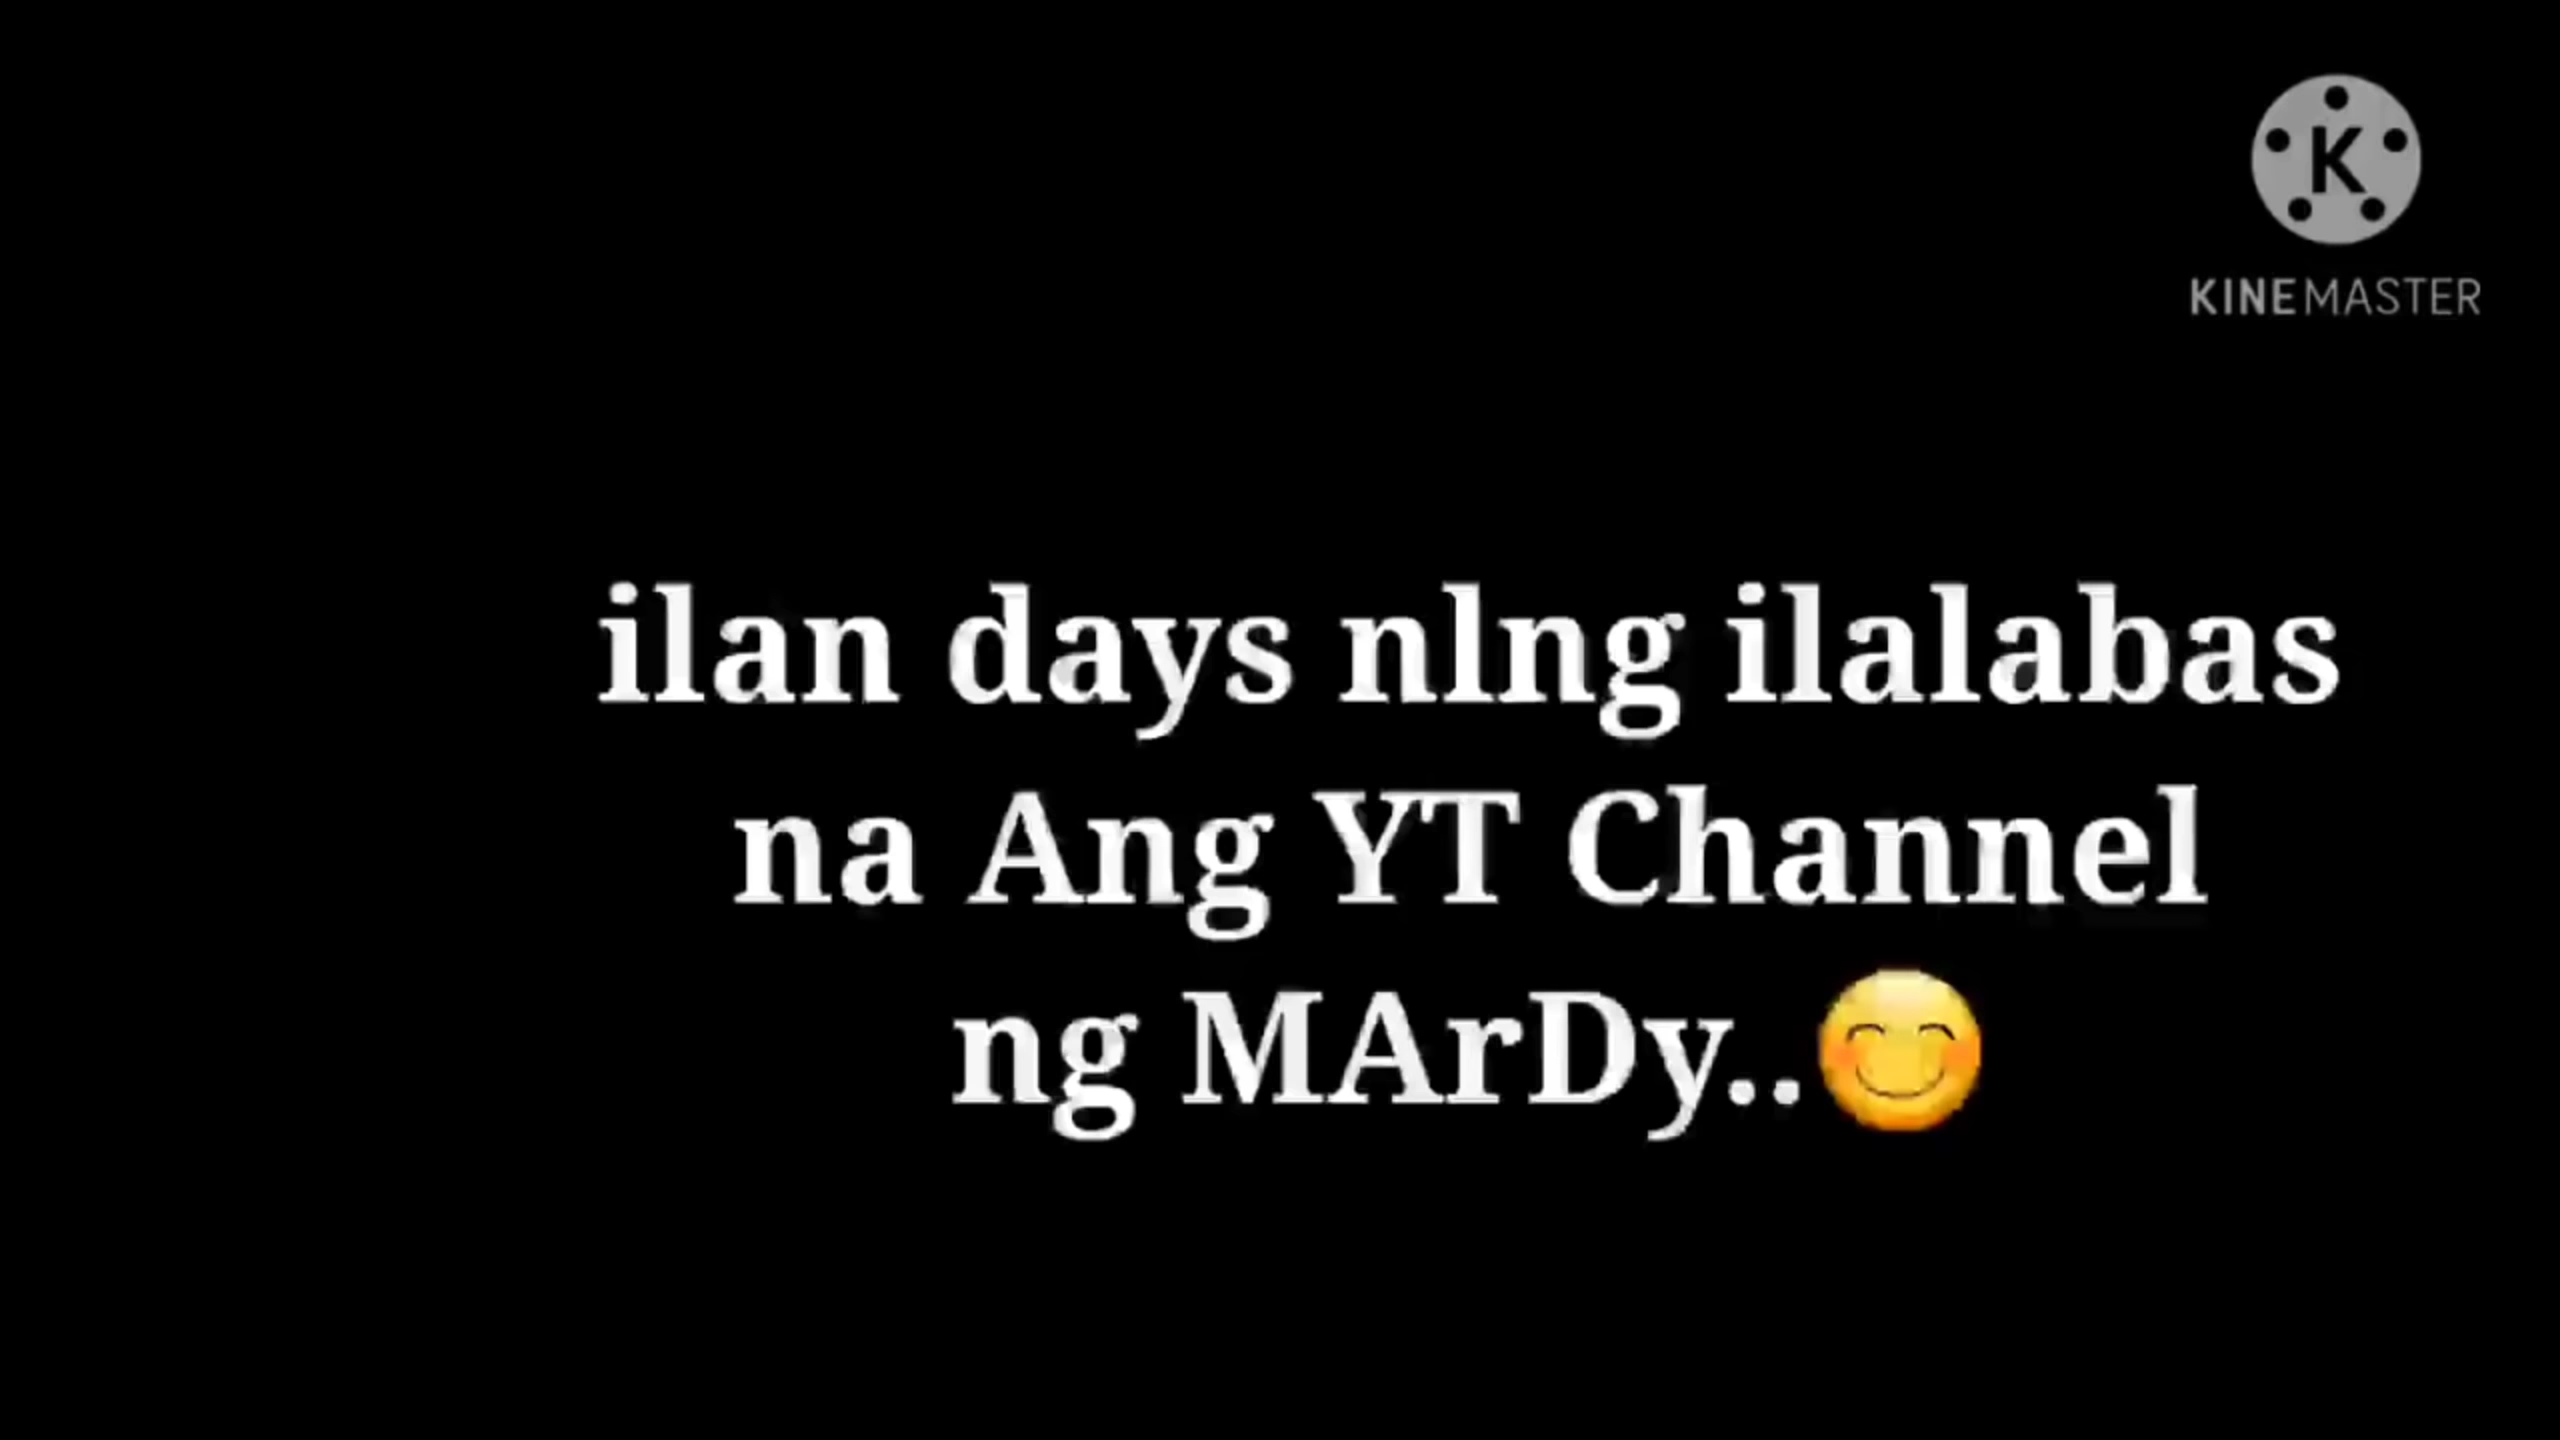 K
KINEMASTER
ilan days nlng ilalabas
na Ang YT Channel
ng MArDy..😊